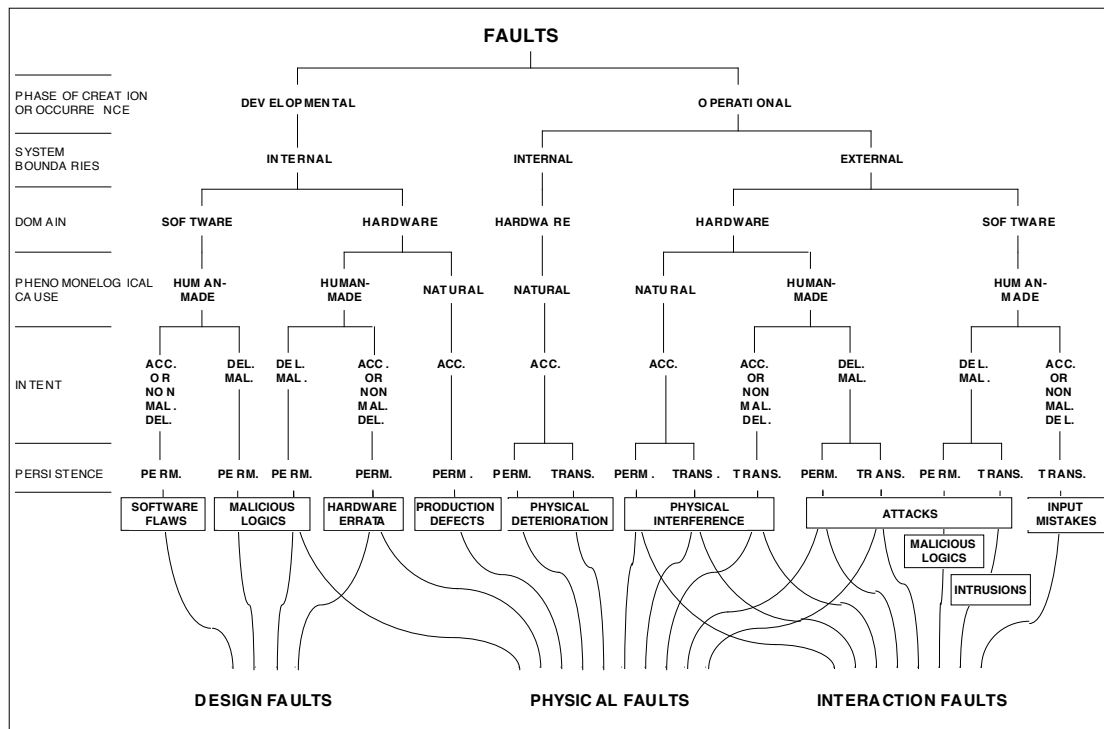 FAULTS
PHASE OF CREATION
OR OCCURRENCE
DEVELOPMENTAL
OPERATIONAL
SYSTEM
BOUNDARIES
INTERNAL
INTERNAL
EXTERNAL
DOMAIN
SOFTWARE
HARDWARE
HARDWARE
HARDWARE
SOFTWARE
PHENOMONELOGICAL
CAUSE
HUMAN-
MADE
HUMAN-
MADE
NATURAL
NATURAL
NATURAL
HUMAN-
MADE
HUMAN-
MADE
INTENT
ACC.
OR
NON
MAL.
DEL.
DEL.
MAL.
DEL.
MAL.
ACC.
OR
NON
MAL.
DEL.
ACC.
ACC.
ACC.
ACC.
OR
NON
MAL.
DEL.
DEL.
MAL.
DEL.
MAL.
ACC.
OR
NON
MAL.
DEL.
PERSISTENCE
PERM.
PERM.
PERM.
PERM.
PERM.
PERM.
TRANS.
PERM.
TRANS.
TRANS.
PERM.
TRANS.
PERM.
TRANS.
TRANS.
SOFTWARE
FLAWS
MALICIOUS
LOGICS
HARDWARE
ERRATA
PRODUCTION
DEFECTS
PHYSICAL
DETERIORATION
PHYSICAL
INTERFERENCE
ATTACKS
INPUT
MISTAKES
MALICIOUS
LOGICS
INTRUSIONS
DESIGN FAULTS
PHYSICAL FAULTS
INTERACTION FAULTS